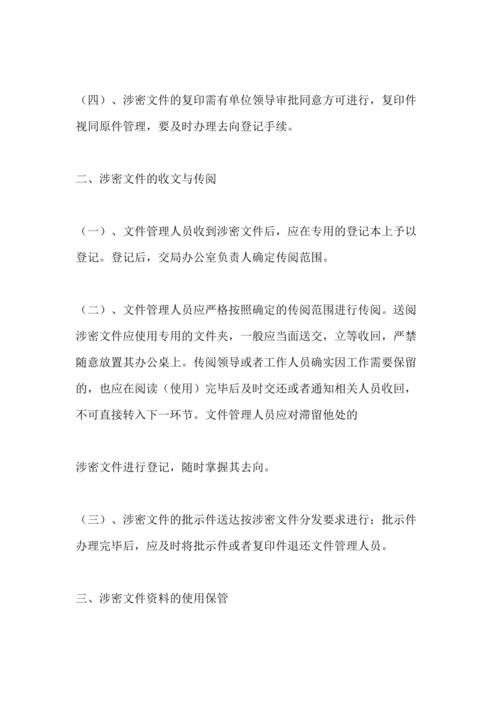 （四）、涉密文件的复印需有单位领导审批同意方可进行，复印件
视同原件管理，要及时办理去向登记手续。
二、涉密文件的收文与传阅
（一）、文件管理人员收到涉密文件后，应在专用的登记本上予以
登记。登记后，交局办公室负责人确定传阅范围。
（二）、文件管理人员应严格按照确定的传阅范围进行传阅。送阅
涉密文件应使用专用的文件夹，一般应当面送交，立等收回，严禁
随意放置其办公桌上。传阅领导或者工作人员确实因工作需要保留
的，也应在阅读（使用）完毕后及时交还或者通知相关人员收回，
不可直接转入下一环节。文件管理人员应对滞留他处的
涉密文件进行登记，随时掌握其去向。
（三）、涉密文件的批示件送达按涉密文件分发要求进行；批示件
办理完毕后，应及时将批示件或者复印件退还文件管理人员。
三、涉密文件资料的使用保管